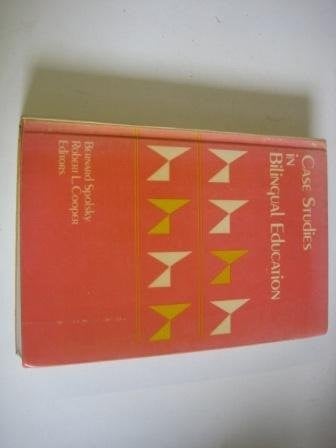 Case Studies
in
Bilingual Education
Bernard Spolsky
Robert L. Cooper
Editors